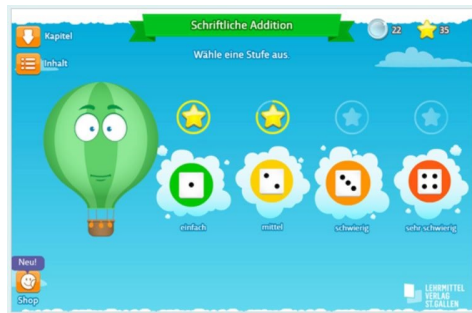 Schriftliche Addition
22
35
Kapitel
Wähle eine Stufe aus.
Inhalt
einfach
mittel
schwierig
sehr schwierig
Neu!
Shop
LEHRMITTEL
VERLAG
ST.GALLEN